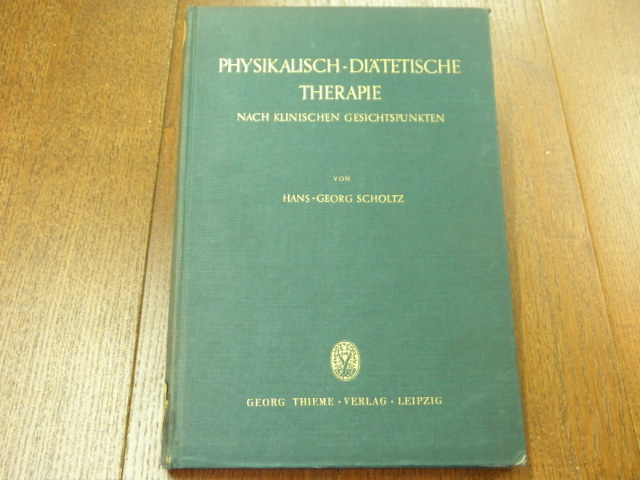 PHYSIKALISCH-DIÄTETISCHE
THERAPIE
NACH KLINISCHEN GESICHTSPUNKTEN
VON
HANS-GEORG SCHOLTZ
GEORG THIEME · VERLAG · LEIPZIG